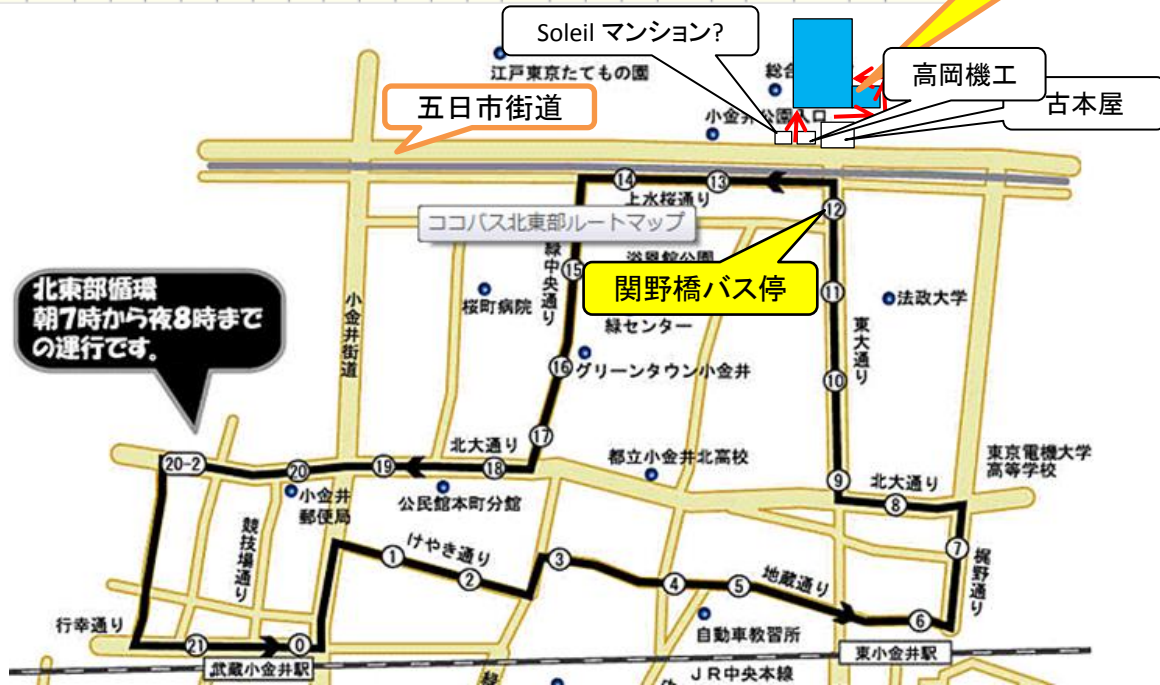 Soleil マンション?
江戸東京たてもの園
総合
高岡機工
古本屋
五日市街道
小金井公園入口
⑭
⑬
上水桜通り
⑫
ココバス北東部ルートマップ
浴恩館公園
関野橋バス停
緑中央通り
⑮
⑪
法政大学
桜町病院
緑センター
東大通り
北東部循環
朝7時から夜8時まで
の運行です。
小金井街道
⑯
グリーンタウン小金井
⑩
⑰
北大通り
都立小金井北高校
東京電機大学
高等学校
20-2
⑳
⑲
⑱
⑨
北大通り
⑧
小金井
郵便局
公民館本町分館
競技場通り
けやき通り
①
②
③
④
⑤
地蔵通り
⑦
梶野通り
⑥
行幸通り
㉑
0
自動車教習所
武蔵小金井駅
東小金井駅
緑
JR中央本線